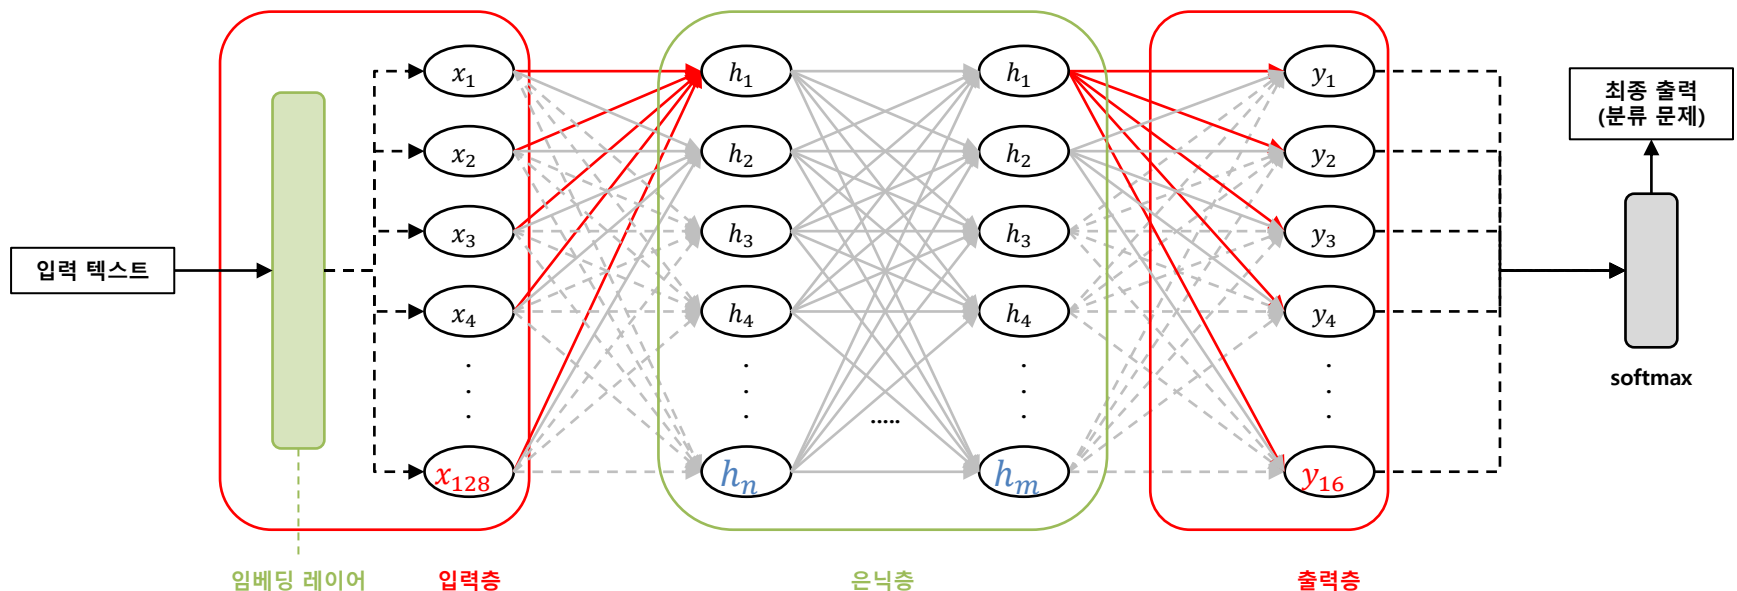 입력 텍스트
x₁
x₂
x₃
x₄
.
.
.
x₁₂₈
h₁
h₂
h₃
h₄
.
.
.
hₙ
.....
h₁
h₂
h₃
h₄
.
.
.
hₘ
y₁
y₂
y₃
y₄
.
.
.
y₁₆
최종 출력
(분류 문제)
softmax
임베딩 레이어
입력층
은닉층
출력층